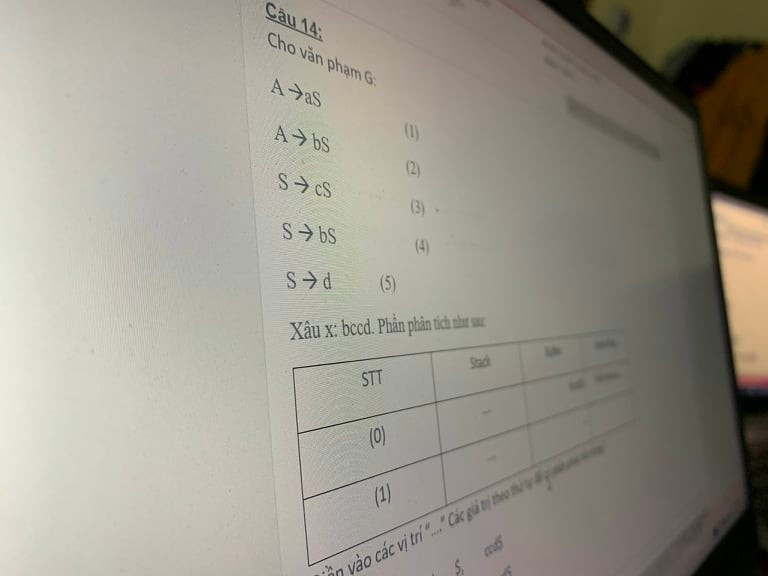 Câu 14:
Cho văn phạm G:
A → aS
(1)
A → bS
(2)
S → cS
(3)
S → bS
(4)
S → d (5)
Xâu x: bccd. Phần phân tích như sau:
STT Stack
(0) ...
(1) ...
vào các vị trí "...." Các giá trị theo thứ tự
$, ccd$